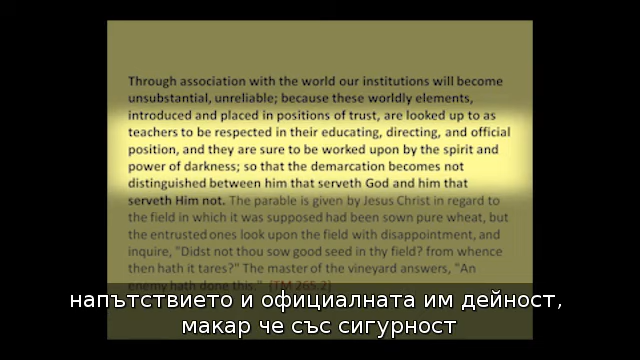 Through association with the world our institutions will become
unsubstantial, unreliable; because these worldly elements,
introduced and placed in positions of trust, are looked up to as
teachers to be respected in their educating, directing, and official
position, and they are sure to be worked upon by the spirit and
power of darkness; so that the demarcation becomes not
distinguished between him that serveth God and him that
serveth Him not. The parable is given by Jesus Christ in regard to
the field in which it was supposed had been sown pure wheat, but
the entrusted ones look upon the field with disappointment, and
inquire, "Didst not thou sow good seed in thy field? from whence
then hath it tares?" The master of the vineyard answers, "An
enemy hath done this." {TM 265.2}
напътствието и официалната им дейност,
макар че със сигурност